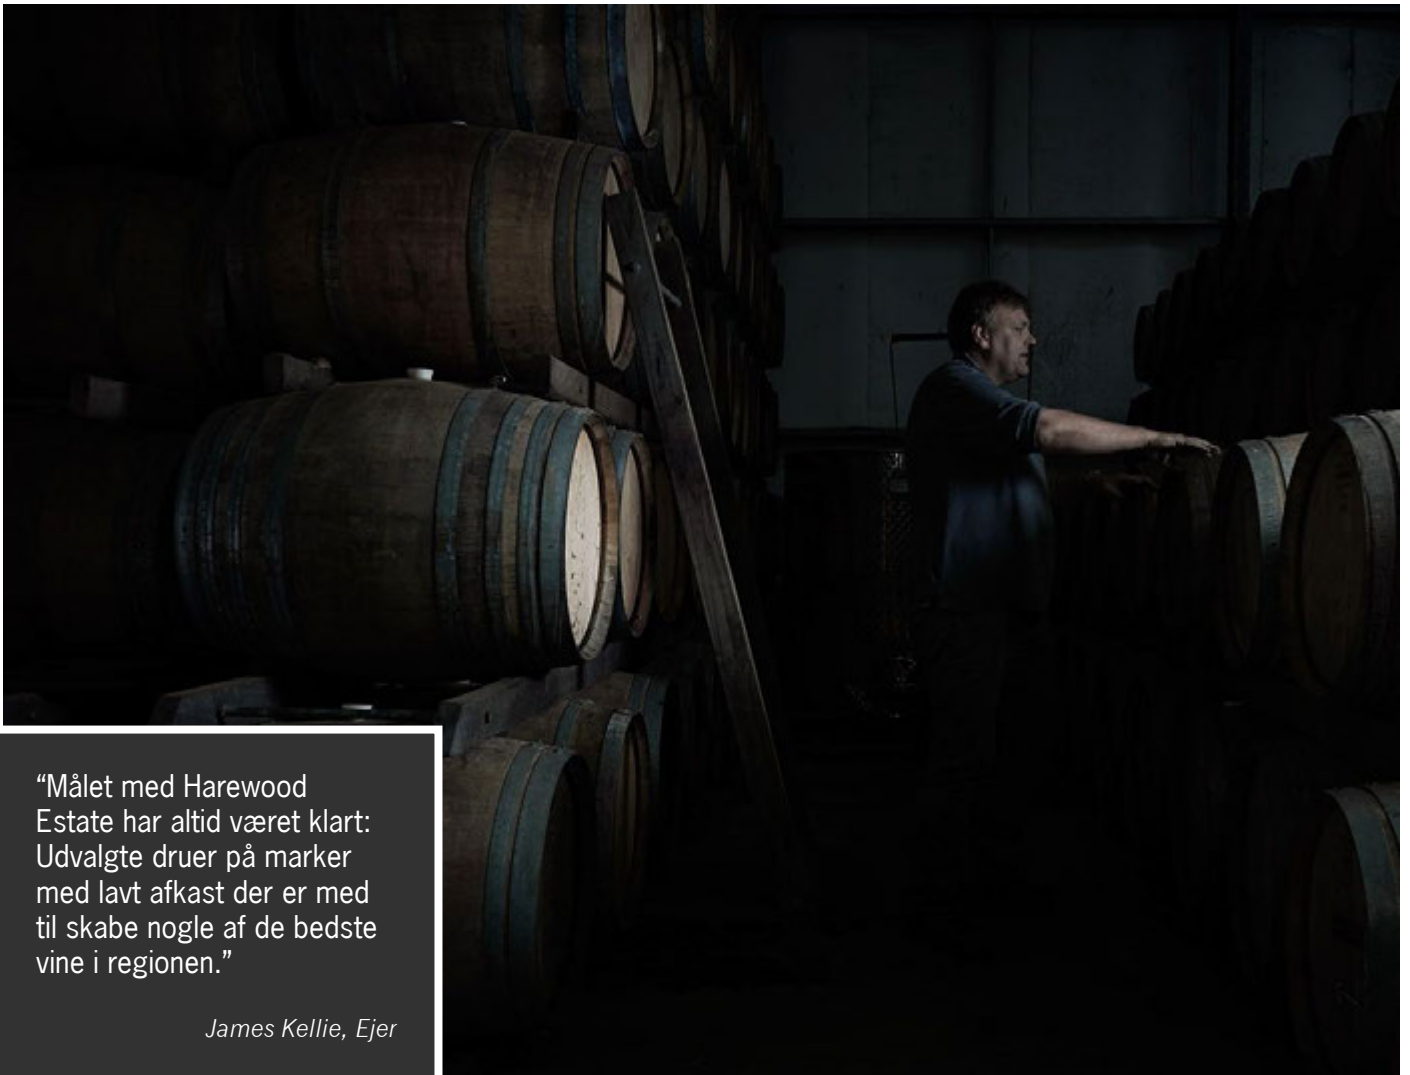 “Målet med Harewood
Estate har altid været klart:
Udvalgte druer på marker
med lavt afkast der er med
til skabe nogle af de bedste
vine i regionen.”
James Kellie, Ejer